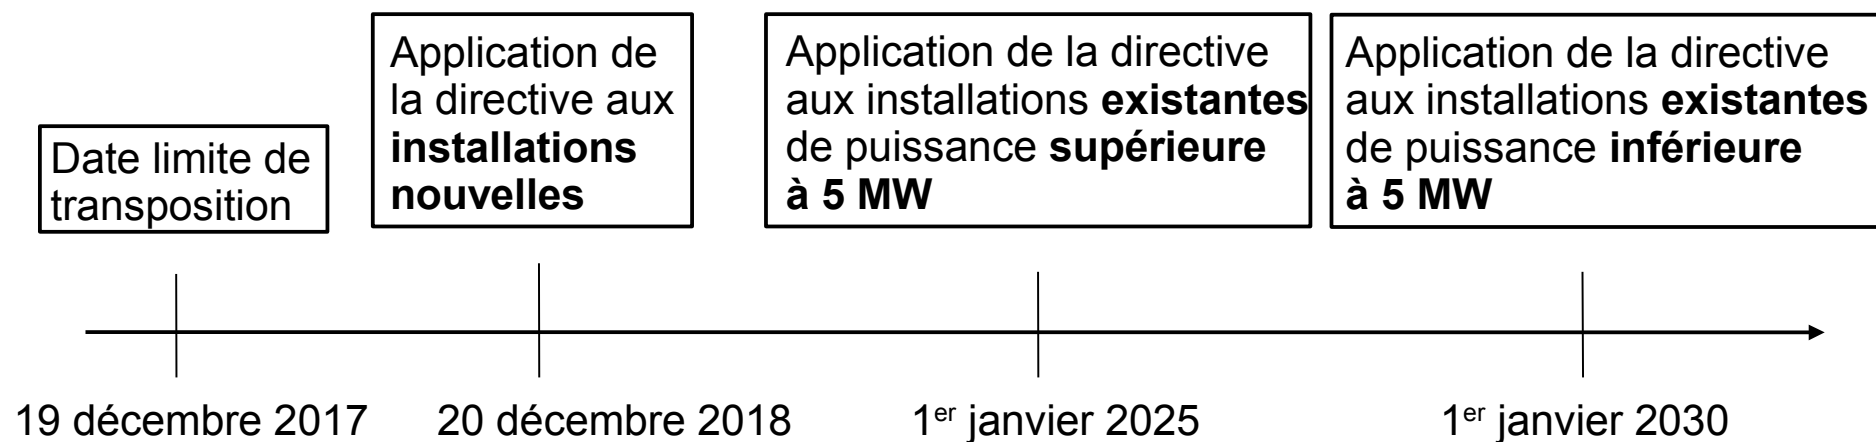 Date limite de
transposition
Application de
la directive aux
installations
nouvelles
Application de la directive
aux installations existantes
de puissance supérieure
à 5 MW
Application de la directive
aux installations existantes
de puissance inférieure
à 5 MW
19 décembre 2017
20 décembre 2018
1er janvier 2025
1er janvier 2030